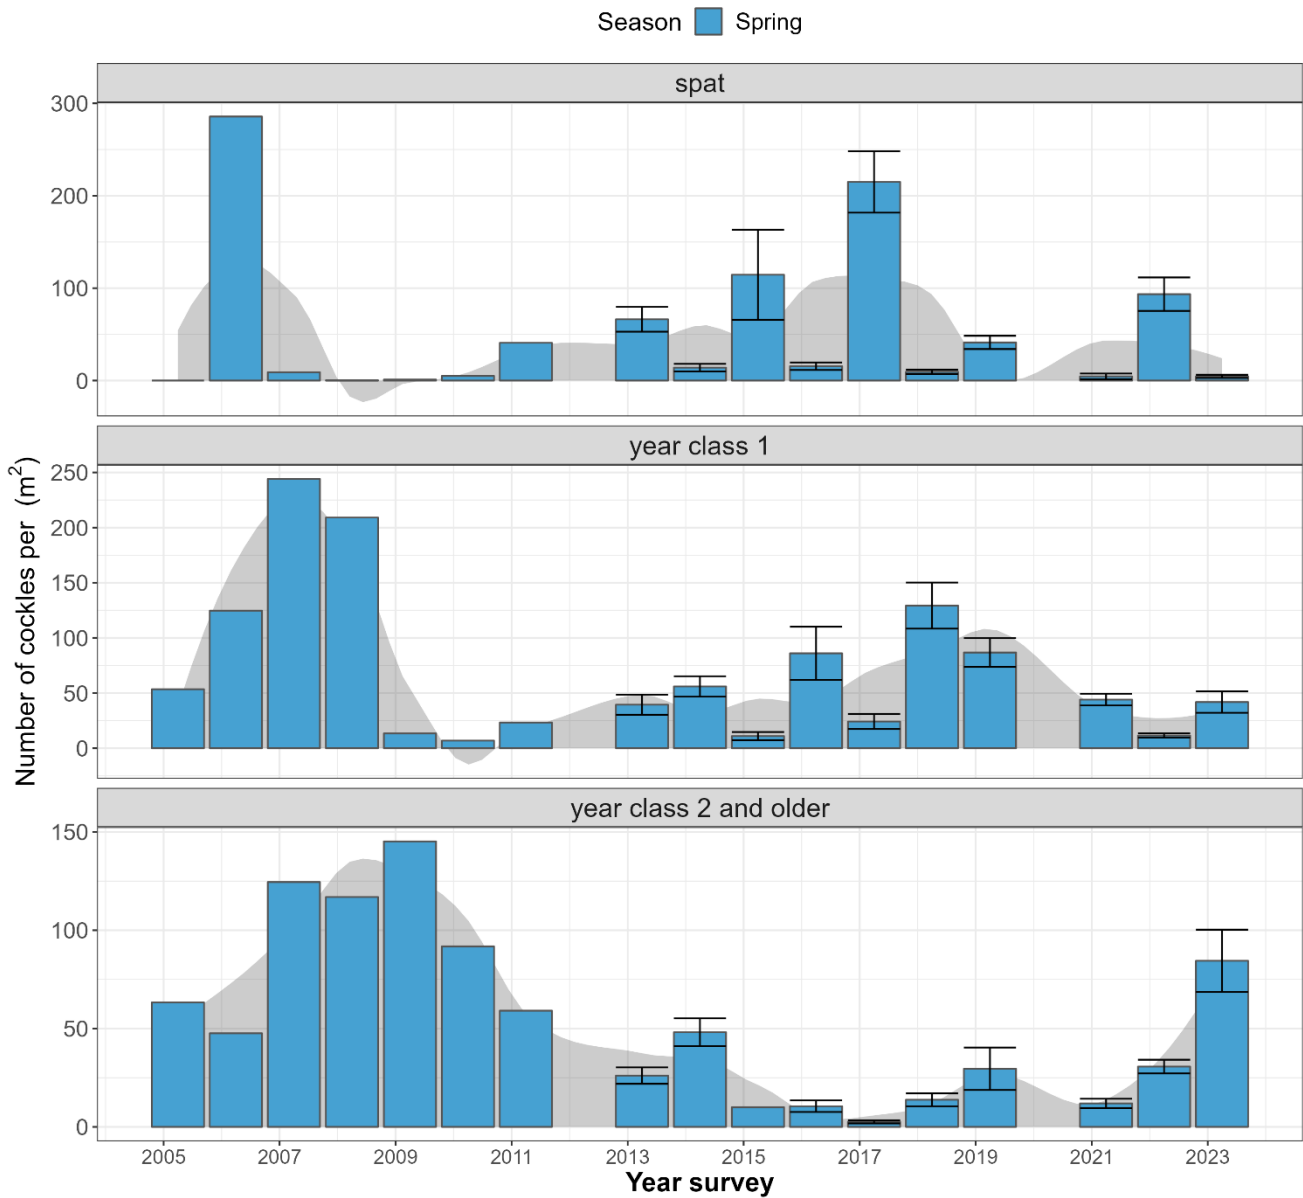 Season Spring
spat
300
200
100
0
year class 1
250
200
150
100
50
0
year class 2 and older
150
100
50
0
Number of cockles per (m²)
2005 2007 2009 2011 2013 2015 2017 2019 2021 2023
Year survey